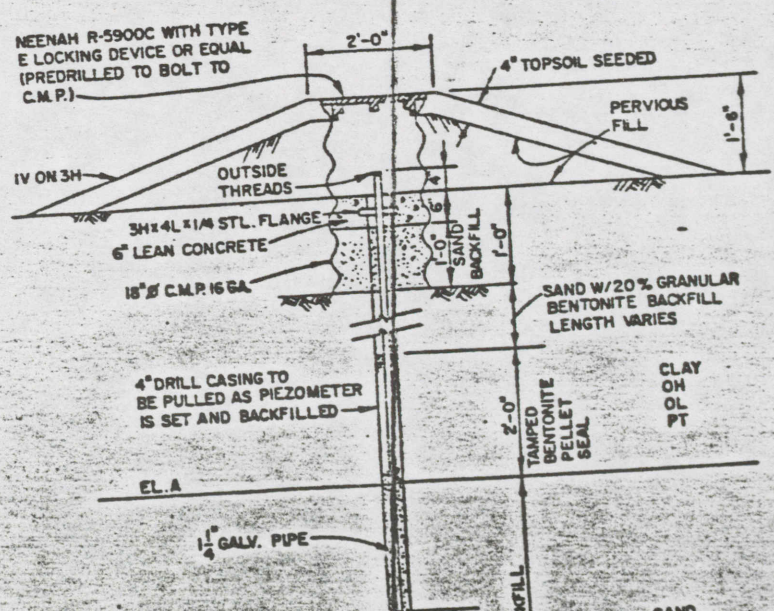 NEENAH R-5900C WITH TYPE
E LOCKING DEVICE OR EQUAL
(PREDRILLED TO BOLT TO
C.M.P.)
2'-0"
4" TOPSOIL SEEDED
PERVIOUS
FILL
1'-6"
1V ON 3H
OUTSIDE
THREADS
4
6
3H x 4L x 1/4 STL. FLANGE
6" LEAN CONCRETE
18"Ø C.M.P. 16 GA.
1'-0"
SAND
BACKFILL
1'-0"
SAND W/20% GRANULAR
BENTONITE BACKFILL
LENGTH VARIES
4" DRILL CASING TO
BE PULLED AS PIEZOMETER
IS SET AND BACKFILLED
2'-0"
TAMPED
BENTONITE
PELLET
SEAL
CLAY
OH
OL
PT
EL. A
1 1/4" GALV. PIPE
KFILL
SAND